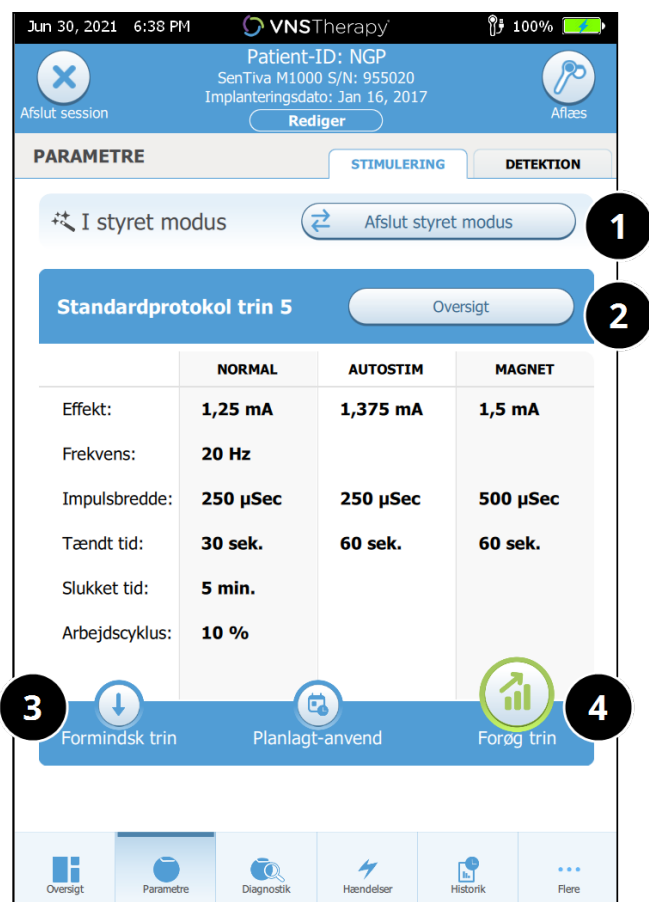 Jun 30, 2021 6:38 PM VNSTherapy 100%
Patient-ID: NGP
SenTiva M1000 S/N: 955020
Implanteringsdato: Jan 16, 2017
Afslut session Rediger Aflæs
PARAMETRE STIMULERING DETEKTION
I styret modus Afslut styret modus 1
Standardprotokol trin 5 Oversigt 2
NORMAL AUTOSTIM MAGNET
Effekt: 1,25 mA 1,375 mA 1,5 mA
Frekvens: 20 Hz
Impulsbredde: 250 µSec 250 µSec 500 µSec
Tændt tid: 30 sek. 60 sek. 60 sek.
Slukket tid: 5 min.
Arbejdscyklus: 10 %
3 4
Formindsk trin Planlagt-anvend Forøg trin
Oversigt Parametre Diagnostik Hændelser Historik Flere